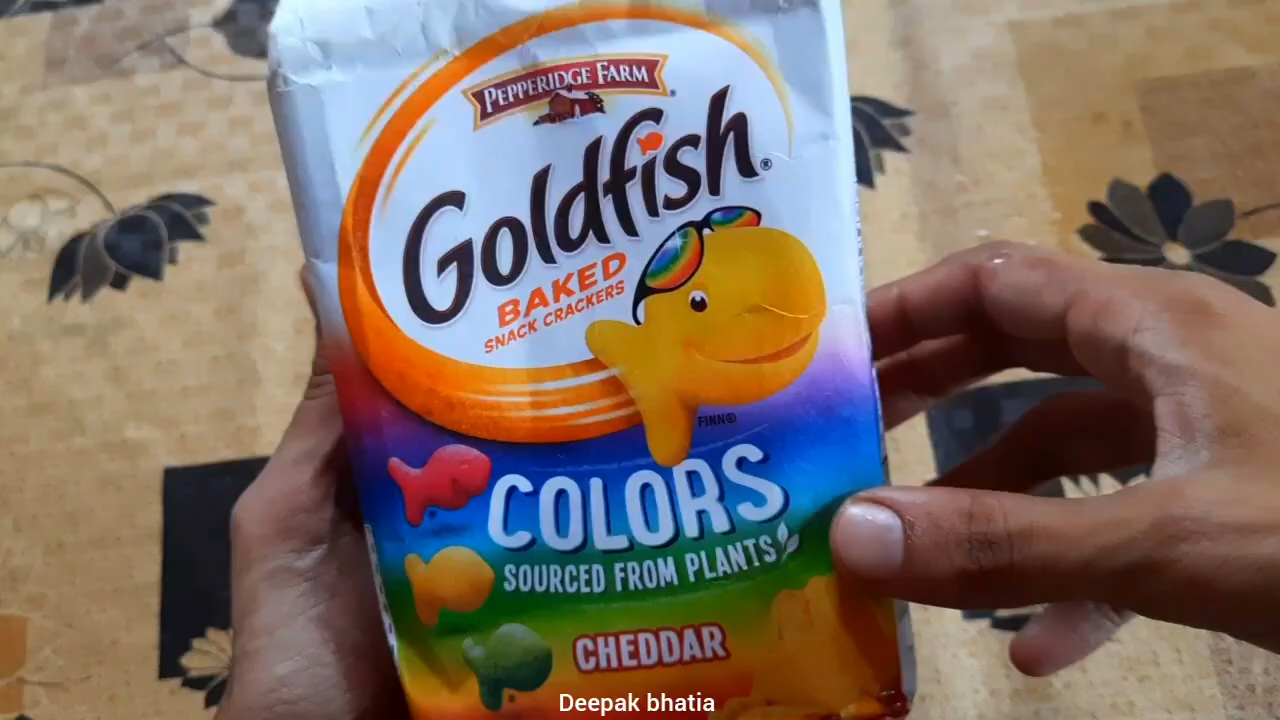 PEPPERIDGE FARM
Goldfish®
BAKED
SNACK CRACKERS
FINN®
COLORS
SOURCED FROM PLANTS
CHEDDAR
Deepak bhatia